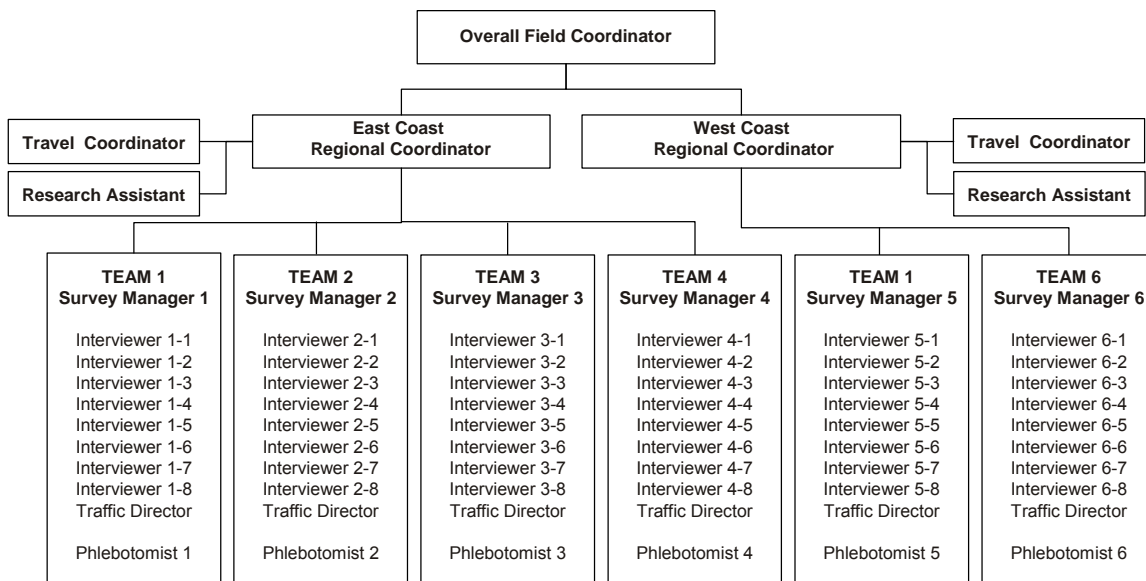 Overall Field Coordinator
East Coast
Regional Coordinator
West Coast
Regional Coordinator
Travel Coordinator
Research Assistant
Travel Coordinator
Research Assistant
TEAM 1
Survey Manager 1
Interviewer 1-1
Interviewer 1-2
Interviewer 1-3
Interviewer 1-4
Interviewer 1-5
Interviewer 1-6
Interviewer 1-7
Interviewer 1-8
Traffic Director
Phlebotomist 1
TEAM 2
Survey Manager 2
Interviewer 2-1
Interviewer 2-2
Interviewer 2-3
Interviewer 2-4
Interviewer 2-5
Interviewer 2-6
Interviewer 2-7
Interviewer 2-8
Traffic Director
Phlebotomist 2
TEAM 3
Survey Manager 3
Interviewer 3-1
Interviewer 3-2
Interviewer 3-3
Interviewer 3-4
Interviewer 3-5
Interviewer 3-6
Interviewer 3-7
Interviewer 3-8
Traffic Director
Phlebotomist 3
TEAM 4
Survey Manager 4
Interviewer 4-1
Interviewer 4-2
Interviewer 4-3
Interviewer 4-4
Interviewer 4-5
Interviewer 4-6
Interviewer 4-7
Interviewer 4-8
Traffic Director
Phlebotomist 4
TEAM 1
Survey Manager 5
Interviewer 5-1
Interviewer 5-2
Interviewer 5-3
Interviewer 5-4
Interviewer 5-5
Interviewer 5-6
Interviewer 5-7
Interviewer 5-8
Traffic Director
Phlebotomist 5
TEAM 6
Survey Manager 6
Interviewer 6-1
Interviewer 6-2
Interviewer 6-3
Interviewer 6-4
Interviewer 6-5
Interviewer 6-6
Interviewer 6-7
Interviewer 6-8
Traffic Director
Phlebotomist 6